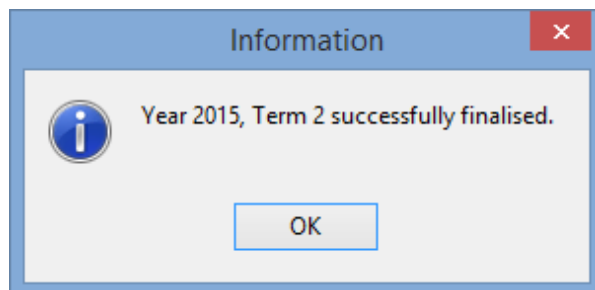 Information
Year 2015, Term 2 successfully finalised.
OK